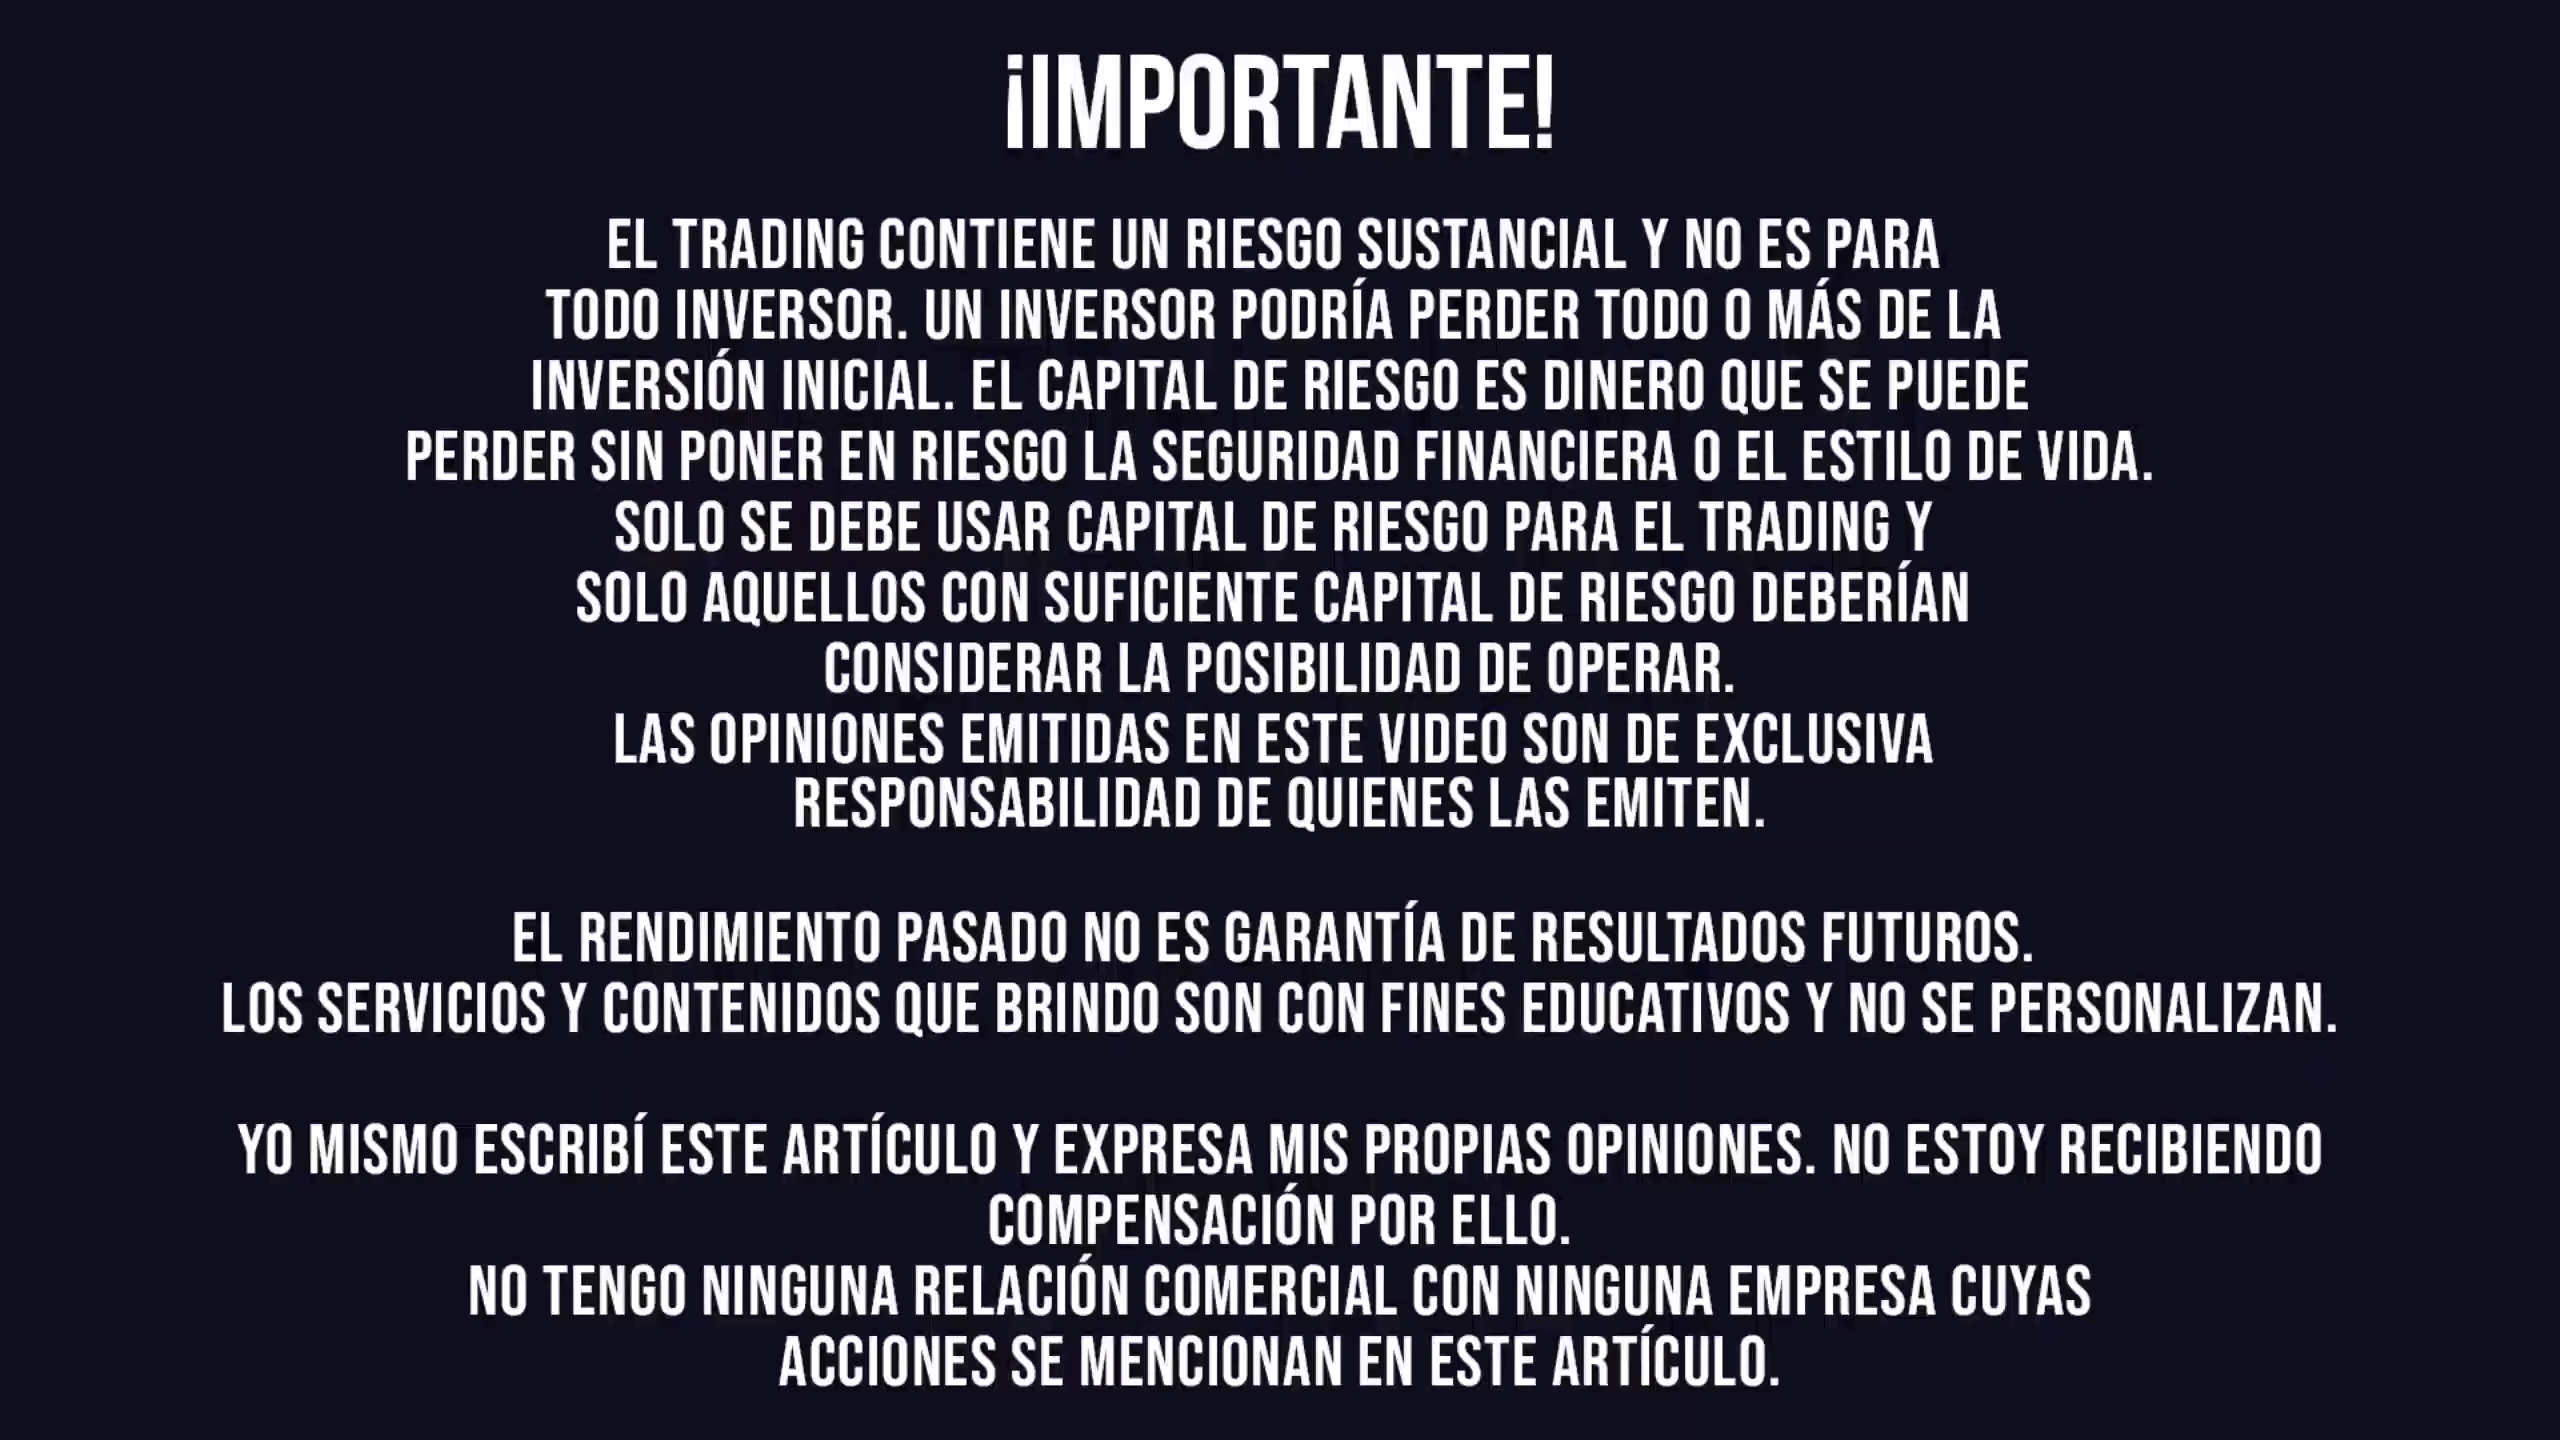 ¡IMPORTANTE!
EL TRADING CONTIENE UN RIESGO SUSTANCIAL Y NO ES PARA
TODO INVERSOR. UN INVERSOR PODRÍA PERDER TODO O MÁS DE LA
INVERSIÓN INICIAL. EL CAPITAL DE RIESGO ES DINERO QUE SE PUEDE
PERDER SIN PONER EN RIESGO LA SEGURIDAD FINANCIERA O EL ESTILO DE VIDA.
SOLO SE DEBE USAR CAPITAL DE RIESGO PARA EL TRADING Y
SOLO AQUELLOS CON SUFICIENTE CAPITAL DE RIESGO DEBERÍAN
CONSIDERAR LA POSIBILIDAD DE OPERAR.
LAS OPINIONES EMITIDAS EN ESTE VIDEO SON DE EXCLUSIVA
RESPONSABILIDAD DE QUIENES LAS EMITEN.
EL RENDIMIENTO PASADO NO ES GARANTÍA DE RESULTADOS FUTUROS.
LOS SERVICIOS Y CONTENIDOS QUE BRINDO SON CON FINES EDUCATIVOS Y NO SE PERSONALIZAN.
YO MISMO ESCRIBÍ ESTE ARTÍCULO Y EXPRESA MIS PROPIAS OPINIONES. NO ESTOY RECIBIENDO
COMPENSACIÓN POR ELLO.
NO TENGO NINGUNA RELACIÓN COMERCIAL CON NINGUNA EMPRESA CUYAS
ACCIONES SE MENCIONAN EN ESTE ARTÍCULO.